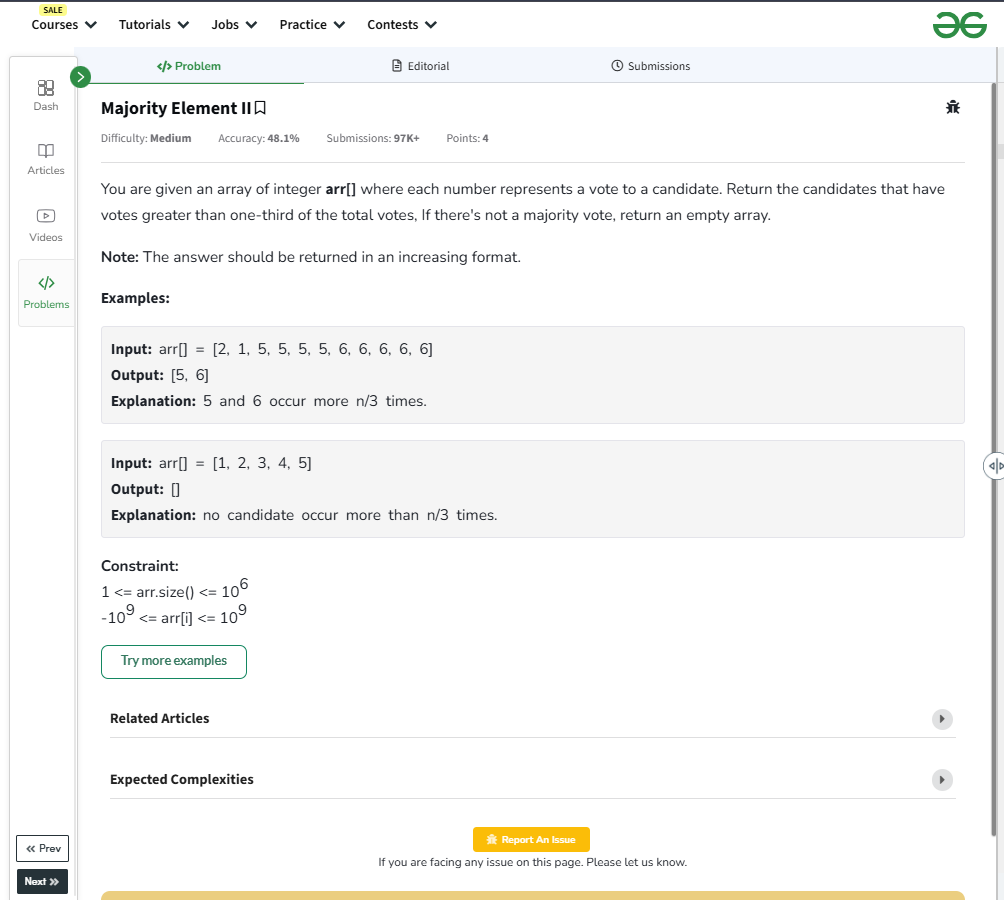 SALE
Courses Tutorials Jobs Practice Contests
Problem Editorial Submissions
Dash
Articles
Videos
Problems
Majority Element II
Difficulty: Medium Accuracy: 48.1% Submissions: 97K+ Points: 4
You are given an array of integer arr[] where each number represents a vote to a candidate. Return the candidates that have
votes greater than one-third of the total votes, If there's not a majority vote, return an empty array.
Note: The answer should be returned in an increasing format.
Examples:
Input: arr[] = [2, 1, 5, 5, 5, 5, 6, 6, 6, 6, 6]
Output: [5, 6]
Explanation: 5 and 6 occur more n/3 times.
Input: arr[] = [1, 2, 3, 4, 5]
Output: []
Explanation: no candidate occur more than n/3 times.
Constraint:
1 <= arr.size() <= 10^6
-10^9 <= arr[i] <= 10^9
Try more examples
Related Articles
Expected Complexities
Report An Issue
If you are facing any issue on this page. Please let us know.
Prev
Next